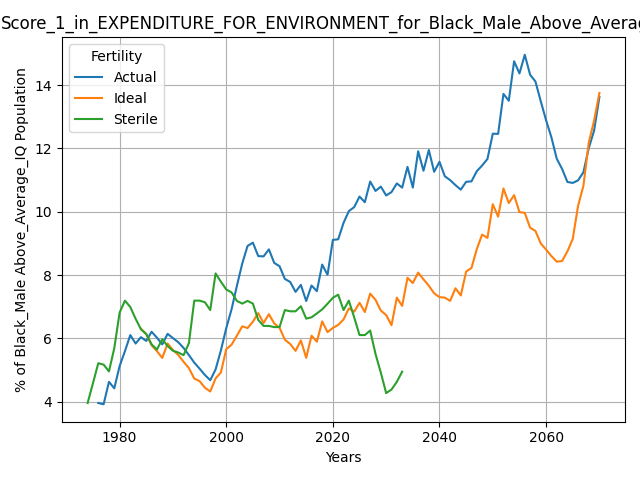 Score_1_in_EXPENDITURE_FOR_ENVIRONMENT_for_Black_Male_Above_Avera
Fertility
Actual
Ideal
Sterile
% of Black_Male Above_Average_IQ Population
14
12
10
8
6
4
1980 2000 2020 2040 2060
Years